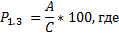 P₁.₃ = A/C * 100, где